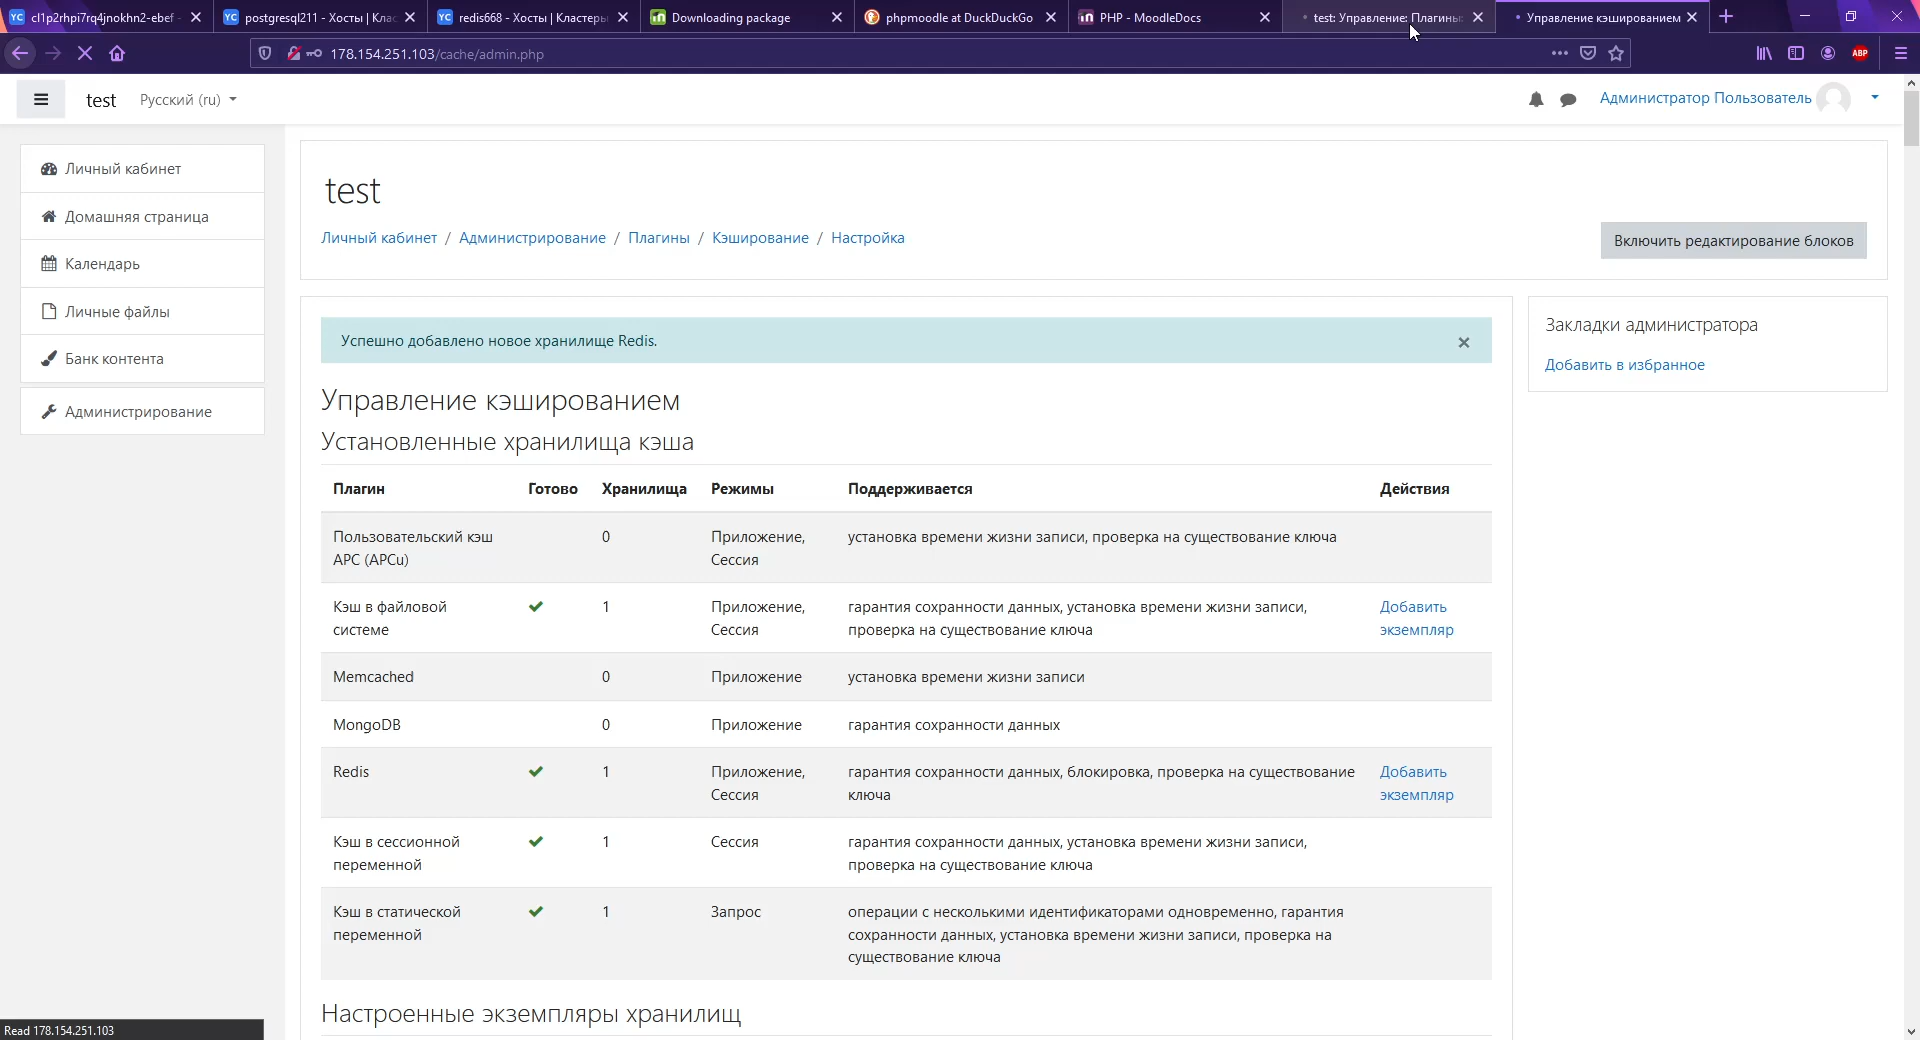 cl1p2rhpi7rq4jnokhn2-ebef
postgresql211 - Хосты | Клас
redis668 - Хосты | Кластеры
Downloading package
phpmoodle at DuckDuckGo
PHP - MoodleDocs
test: Управление: Плагины:
Управление кэшированием
178.154.251.103/cache/admin.php
ABP
test
Русский (ru)
Администратор Пользователь
Личный кабинет
Домашняя страница
Календарь
Личные файлы
Банк контента
Администрирование
test
Личный кабинет / Администрирование / Плагины / Кэширование / Настройка
Включить редактирование блоков
Успешно добавлено новое хранилище Redis.
Управление кэшированием
Установленные хранилища кэша
Плагин Готово Хранилища Режимы Поддерживается Действия
Пользовательский кэш 0 Приложение, установка времени жизни записи, проверка на существование ключа
APC (APCu) Сессия
Кэш в файловой 1 Приложение, гарантия сохранности данных, установка времени жизни записи, Добавить
системе Сессия проверка на существование ключа экземпляр
Memcached 0 Приложение установка времени жизни записи
MongoDB 0 Приложение гарантия сохранности данных
Redis 1 Приложение, гарантия сохранности данных, блокировка, проверка на существование Добавить
Сессия ключа экземпляр
Кэш в сессионной 1 Сессия гарантия сохранности данных, установка времени жизни записи,
переменной проверка на существование ключа
Кэш в статической 1 Запрос операции с несколькими идентификаторами одновременно, гарантия
переменной сохранности данных, установка времени жизни записи, проверка на
существование ключа
Настроенные экземпляры хранилищ
Закладки администратора
Добавить в избранное
Read 178.154.251.103